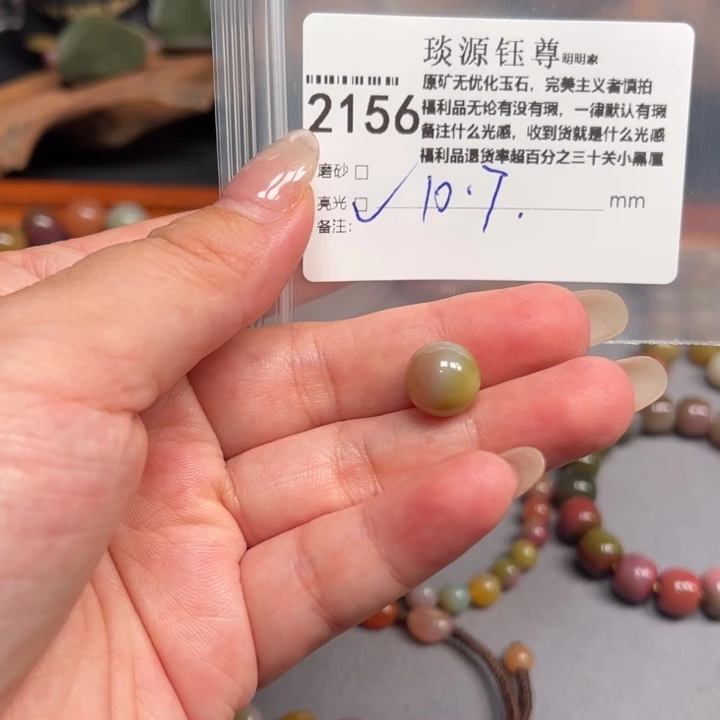 琰源钰尊明明家
原矿无优化玉石，完美主义者慎拍
2156
福利品无论有没有瑕，一律默认有瑕
备注什么光感，收到货就是什么光感
福利品退货率超百分之三十关小黑屋
磨砂 □
亮光 □ ✓ 10.7. mm
备注：